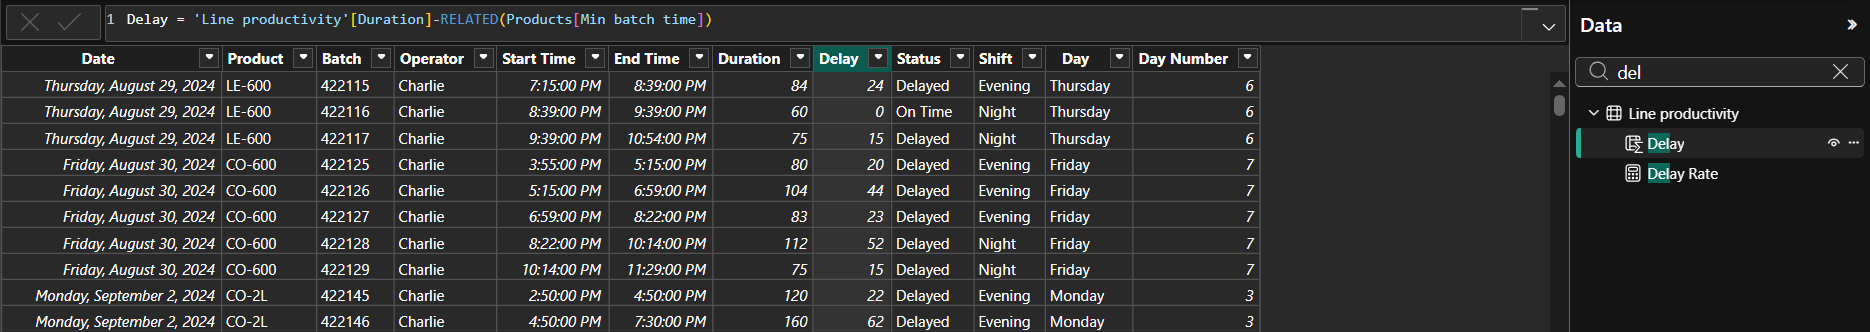 1 Delay = 'Line productivity'[Duration]-RELATED(Products[Min batch time])
Date Product Batch Operator Start Time End Time Duration Delay Status Shift Day Day Number
Thursday, August 29, 2024 LE-600 422115 Charlie 7:15:00 PM 8:39:00 PM 84 24 Delayed Evening Thursday 6
Thursday, August 29, 2024 LE-600 422116 Charlie 8:39:00 PM 9:39:00 PM 60 0 On Time Night Thursday 6
Thursday, August 29, 2024 LE-600 422117 Charlie 9:39:00 PM 10:54:00 PM 75 15 Delayed Night Thursday 6
Friday, August 30, 2024 CO-600 422125 Charlie 3:55:00 PM 5:15:00 PM 80 20 Delayed Evening Friday 7
Friday, August 30, 2024 CO-600 422126 Charlie 5:15:00 PM 6:59:00 PM 104 44 Delayed Evening Friday 7
Friday, August 30, 2024 CO-600 422127 Charlie 6:59:00 PM 8:22:00 PM 83 23 Delayed Evening Friday 7
Friday, August 30, 2024 CO-600 422128 Charlie 8:22:00 PM 10:14:00 PM 112 52 Delayed Night Friday 7
Friday, August 30, 2024 CO-600 422129 Charlie 10:14:00 PM 11:29:00 PM 75 15 Delayed Night Friday 7
Monday, September 2, 2024 CO-2L 422145 Charlie 2:50:00 PM 4:50:00 PM 120 22 Delayed Evening Monday 3
Monday, September 2, 2024 CO-2L 422146 Charlie 4:50:00 PM 7:30:00 PM 160 62 Delayed Evening Monday 3
Data
del
Line productivity
Delay
Delay Rate